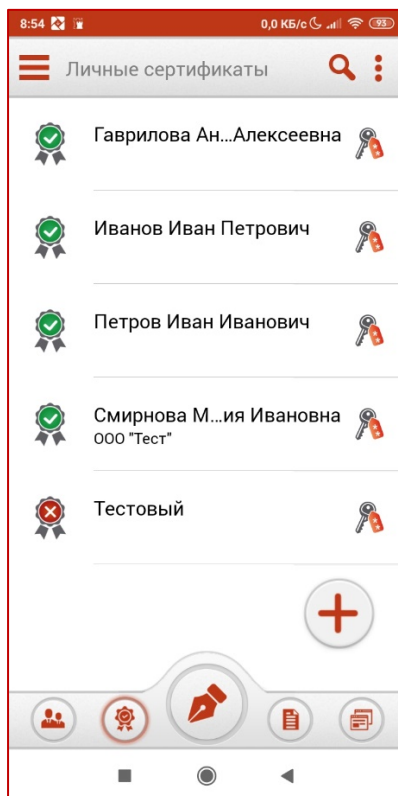 8:54 0,0 КБ/с 93
Личные сертификаты
Гаврилова Ан...Алексеевна
Иванов Иван Петрович
Петров Иван Иванович
Смирнова М...ия Ивановна
ООО "Тест"
Тестовый